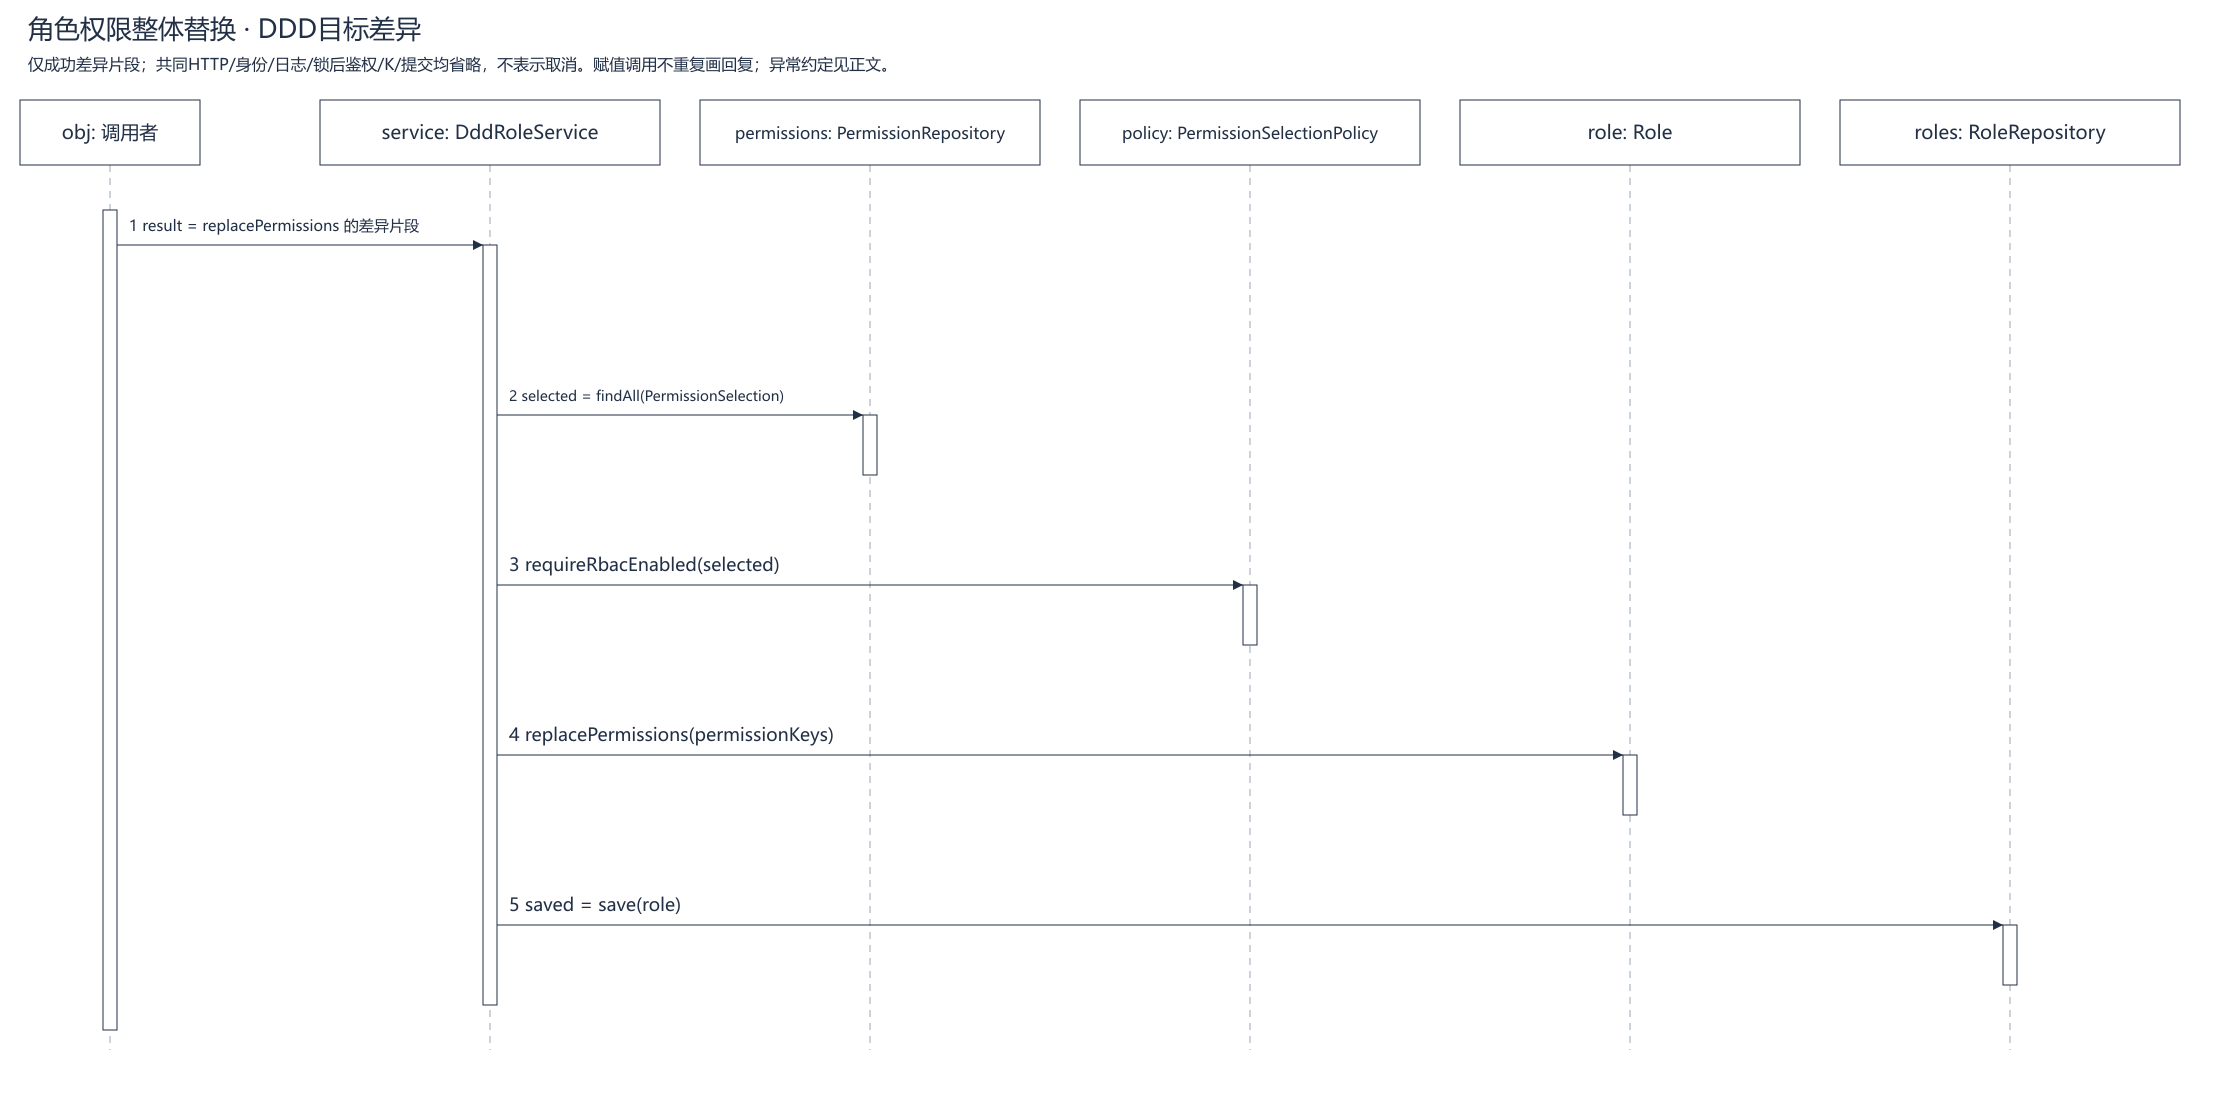 角色权限整体替换 · DDD目标差异
仅成功差异片段；共同HTTP/身份/日志/锁后鉴权/K/提交均省略，不表示取消。赋值调用不重复画回复；异常约定见正文。
obj: 调用者
service: DddRoleService
permissions: PermissionRepository
policy: PermissionSelectionPolicy
role: Role
roles: RoleRepository
1 result = replacePermissions 的差异片段
2 selected = findAll(PermissionSelection)
3 requireRbacEnabled(selected)
4 replacePermissions(permissionKeys)
5 saved = save(role)